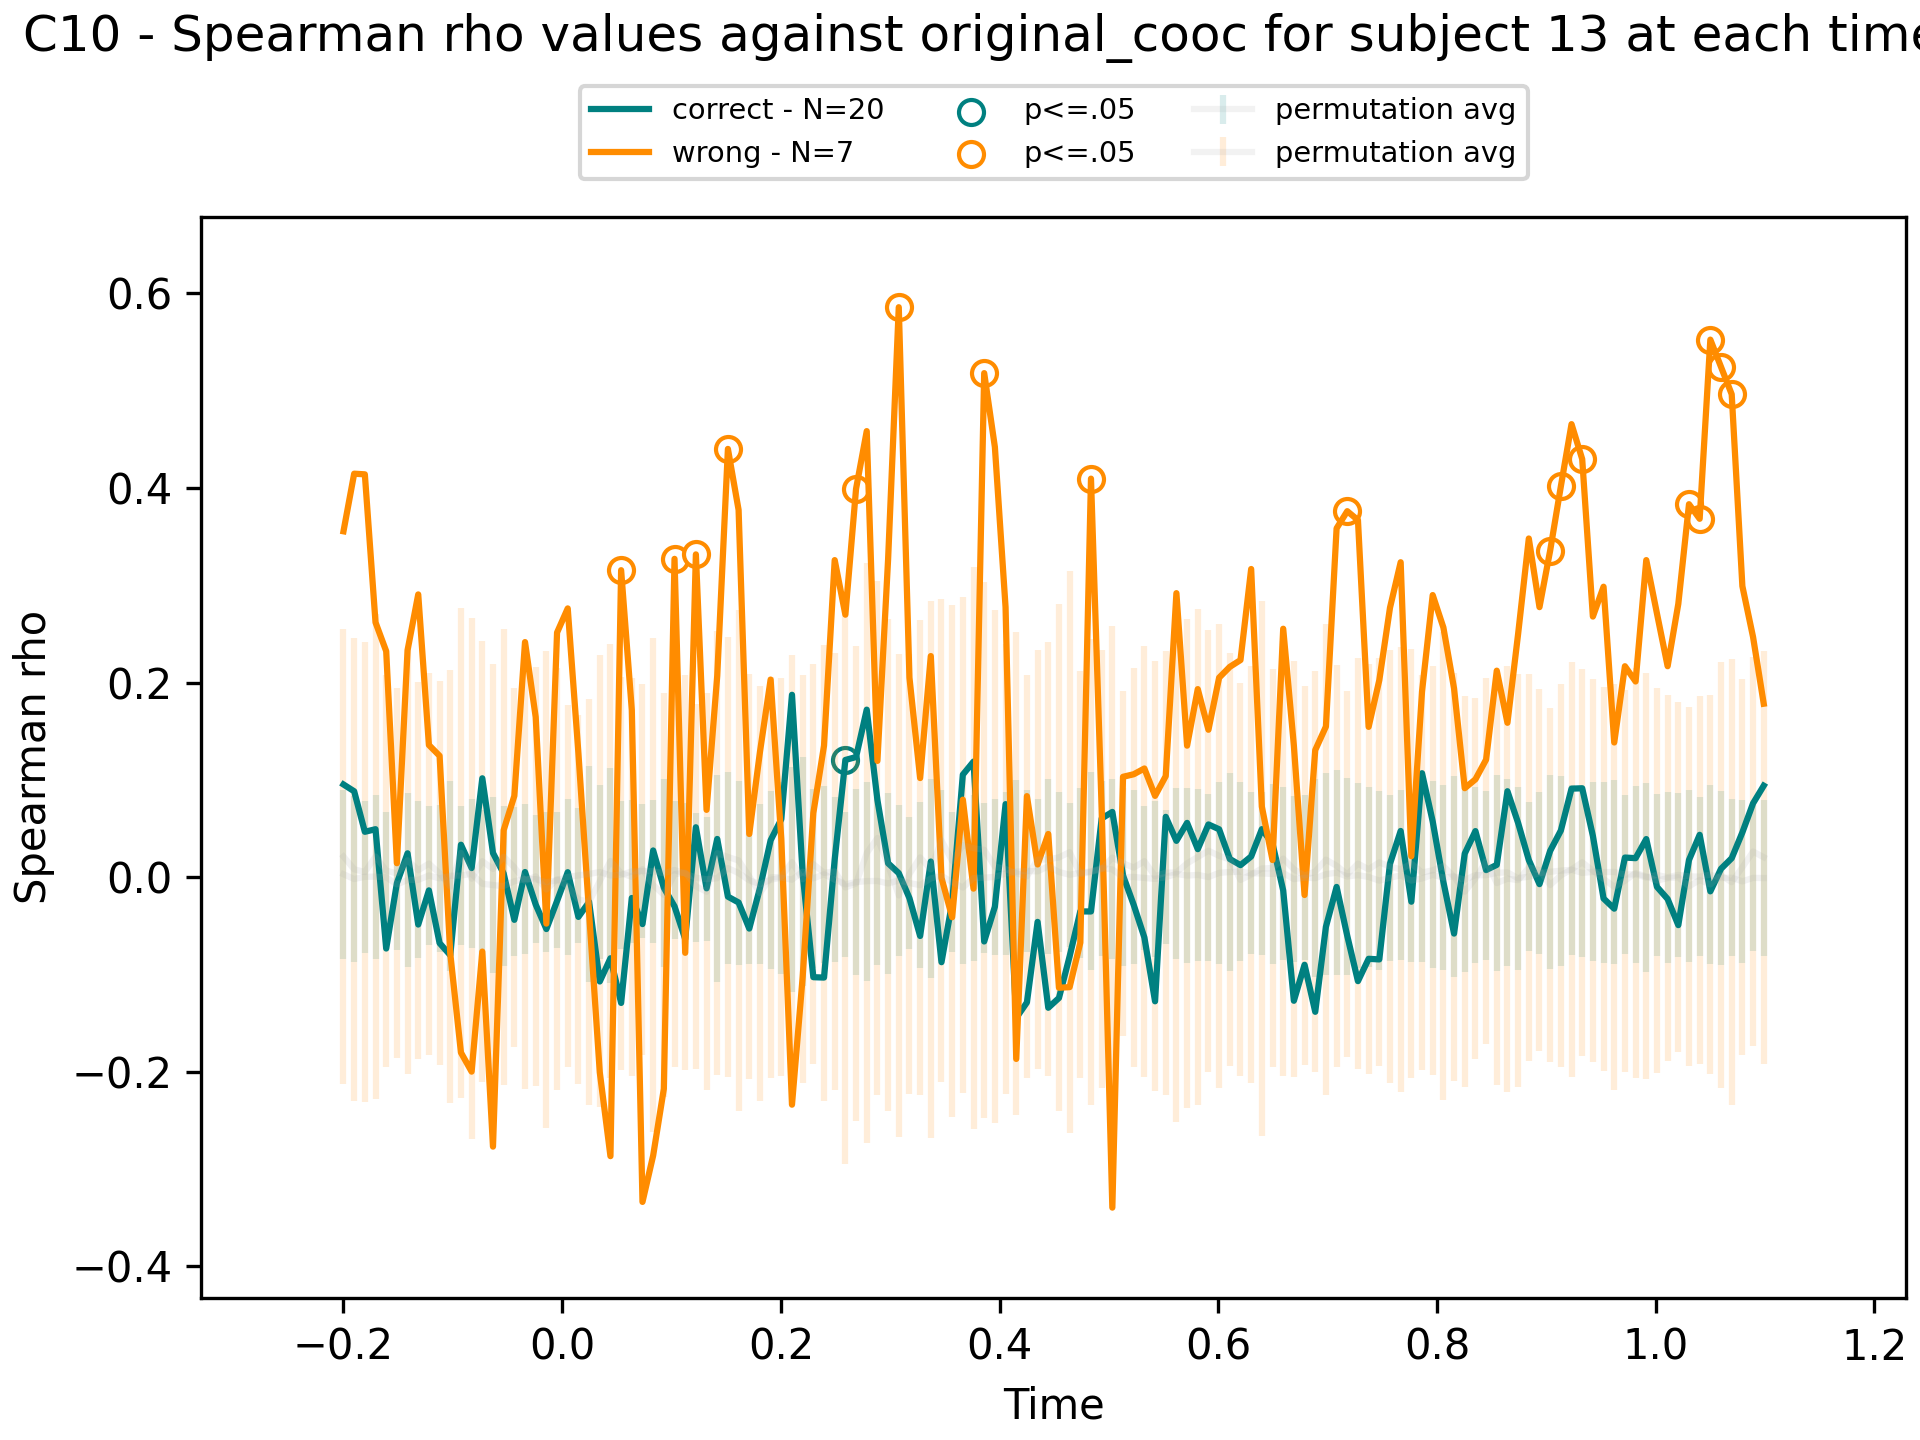 C10 - Spearman rho values against original_cooc for subject 13 at each time
correct - N=20
wrong - N=7
p<=.05
p<=.05
permutation avg
permutation avg
Spearman rho
0.6
0.4
0.2
0.0
−0.2
−0.4
−0.2 0.0 0.2 0.4 0.6 0.8 1.0 1.2
Time